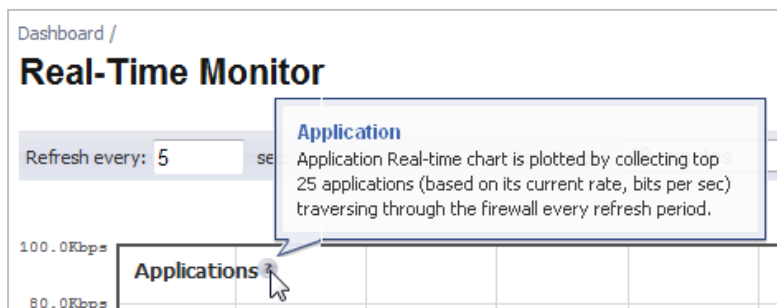 Dashboard /
Real-Time Monitor
Application
Application Real-time chart is plotted by collecting top
25 applications (based on its current rate, bits per sec)
traversing through the firewall every refresh period.
Refresh every: 5
100.0Kbps
Applications ?
80.0Kbps